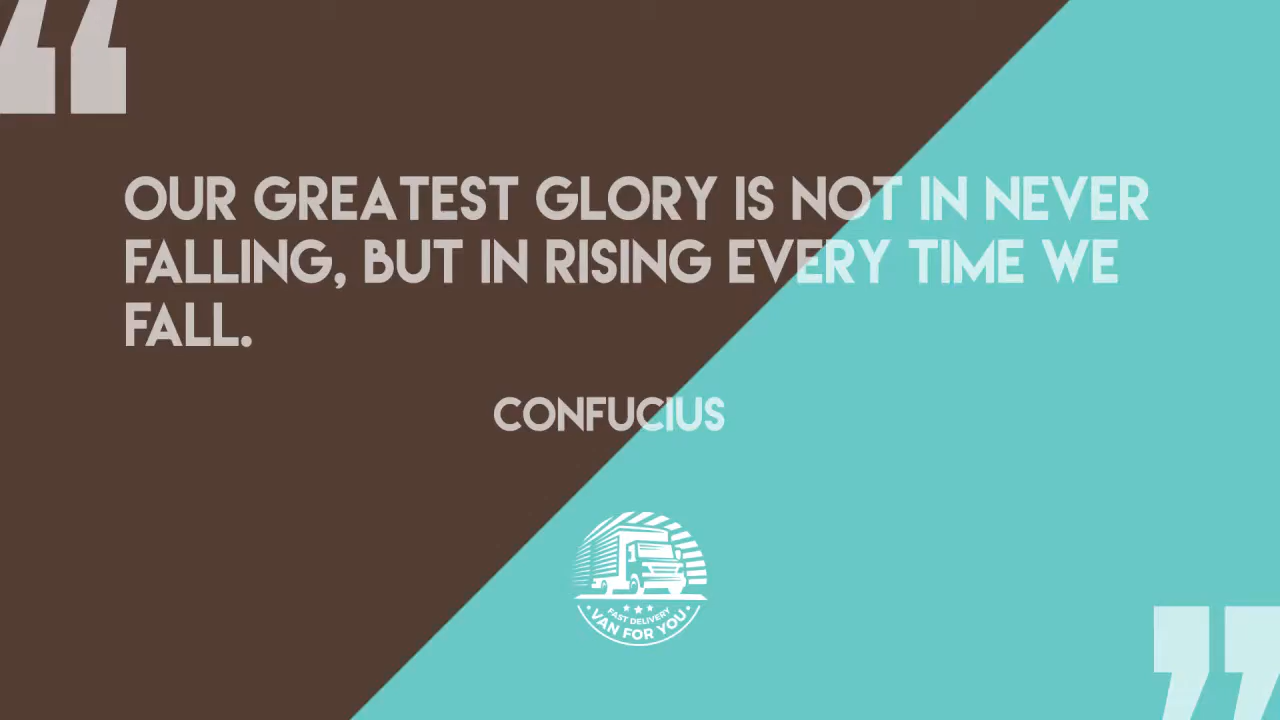 “
OUR GREATEST GLORY IS NOT IN NEVER
FALLING, BUT IN RISING EVERY TIME WE
FALL.
CONFUCIUS
FAST DELIVERY
VAN FOR YOU
”